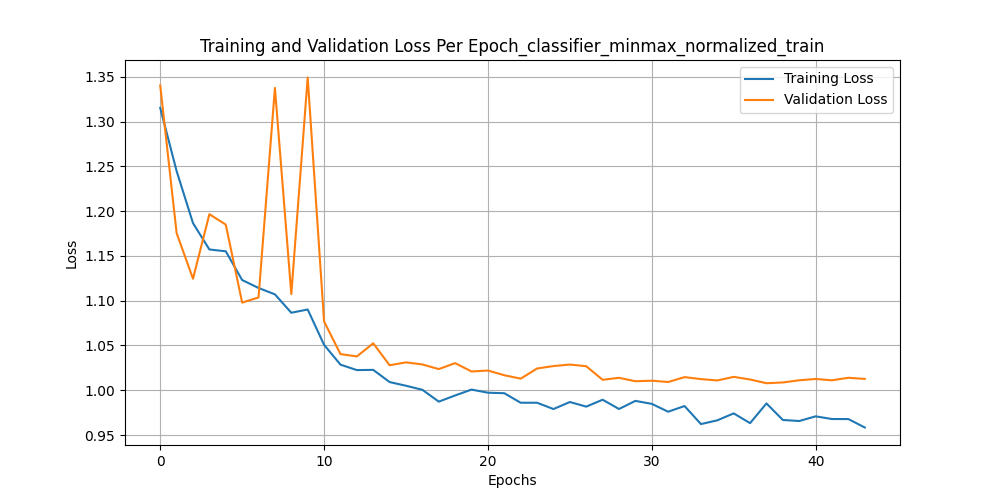 Training and Validation Loss Per Epoch_classifier_minmax_normalized_train
Training Loss
Validation Loss
1.35
1.30
1.25
1.20
1.15
1.10
1.05
1.00
0.95
Loss
0 10 20 30 40
Epochs